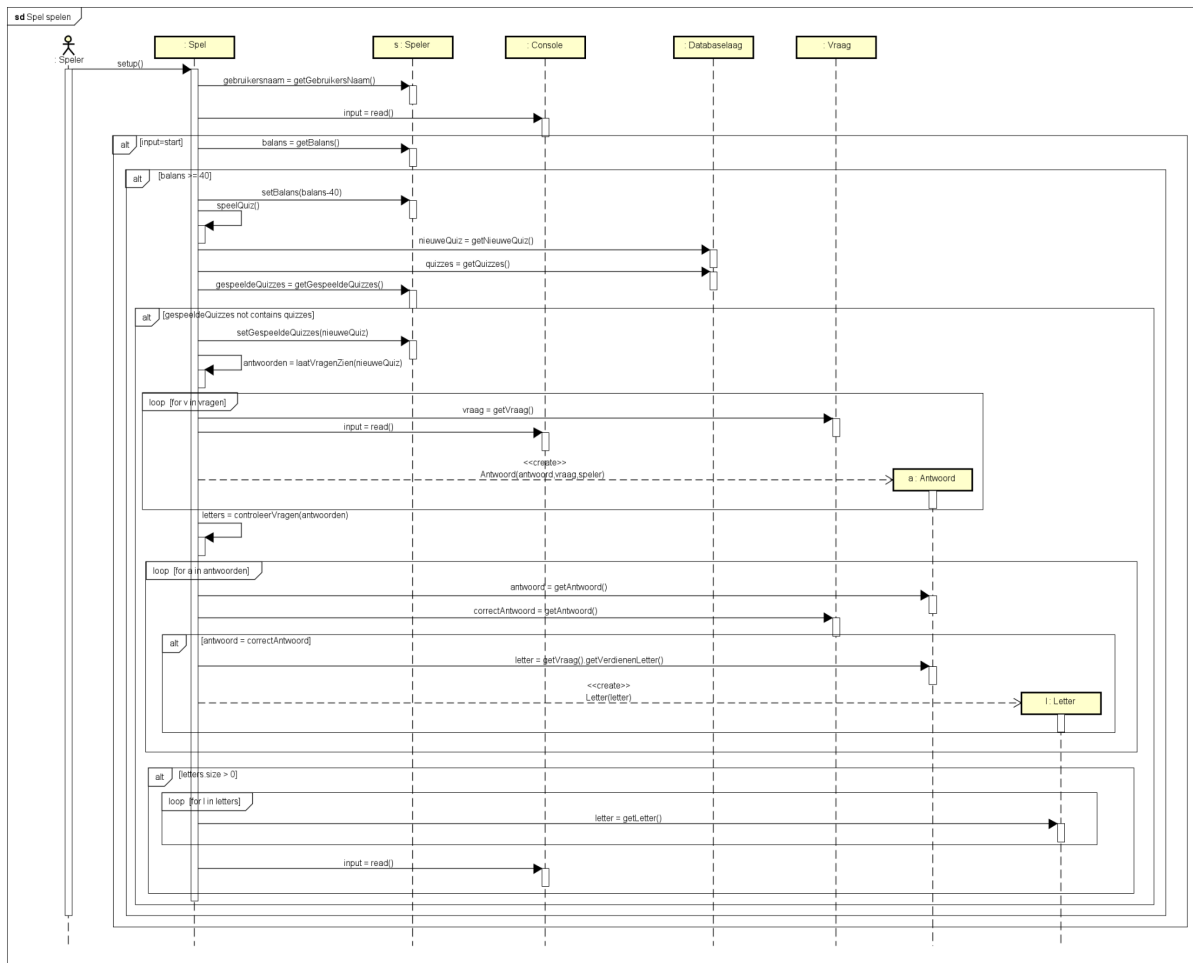 sd Spel spelen
: Speler
: Spel
s : Speler
: Console
: Databaselaag
: Vraag
setup()
gebruikersnaam = getGebruikersNaam()
input = read()
alt [input=start]
balans = getBalans()
alt [balans >= 40]
setBalans(balans-40)
speelQuiz()
nieuweQuiz = getNieuweQuiz()
quizzes = getQuizzes()
gespeeldeQuizzes = getGespeeldeQuizzes()
alt [gespeeldeQuizzes not contains quizzes]
setGespeeldeQuizzes(nieuweQuiz)
antwoorden = laatVragenZien(nieuweQuiz)
loop [for v in vragen]
vraag = getVraag()
input = read()
<<create>>
Antwoord(antwoord,vraag,speler)
a : Antwoord
letters = controleerVragen(antwoorden)
loop [for a in antwoorden]
antwoord = getAntwoord()
correctAntwoord = getAntwoord()
alt [antwoord = correctAntwoord]
letter = getVraag().getVerdienenLetter()
<<create>>
Letter(letter)
l : Letter
alt [letters.size > 0]
loop [for l in letters]
letter = getLetter()
input = read()